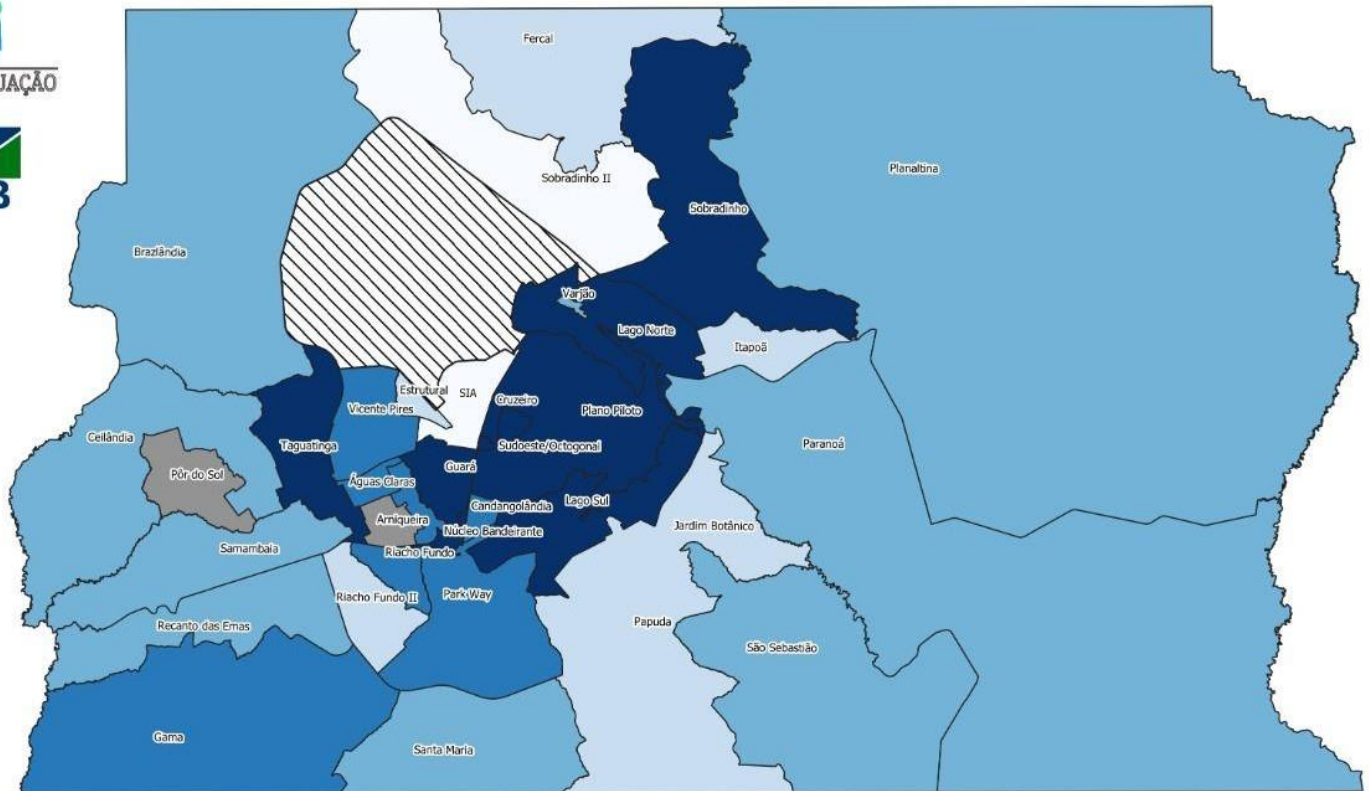 Fercal
Sobradinho II
Planaltina
Sobradinho
Brazlândia
Varjão
Lago Norte
Itapoã
Estrutural
SIA
Cruzeiro
Vicente Pires
Plano Piloto
Ceilândia
Taguatinga
Sudoeste/Octogonal
Paranoá
Guará
Pôr do Sol
Águas Claras
Lago Sul
Candangolândia
Arniqueira
Jardim Botânico
Núcleo Bandeirante
Samambaia
Riacho Fundo
Riacho Fundo II
Park Way
Recanto das Emas
Papuda
São Sebastião
Gama
Santa Maria